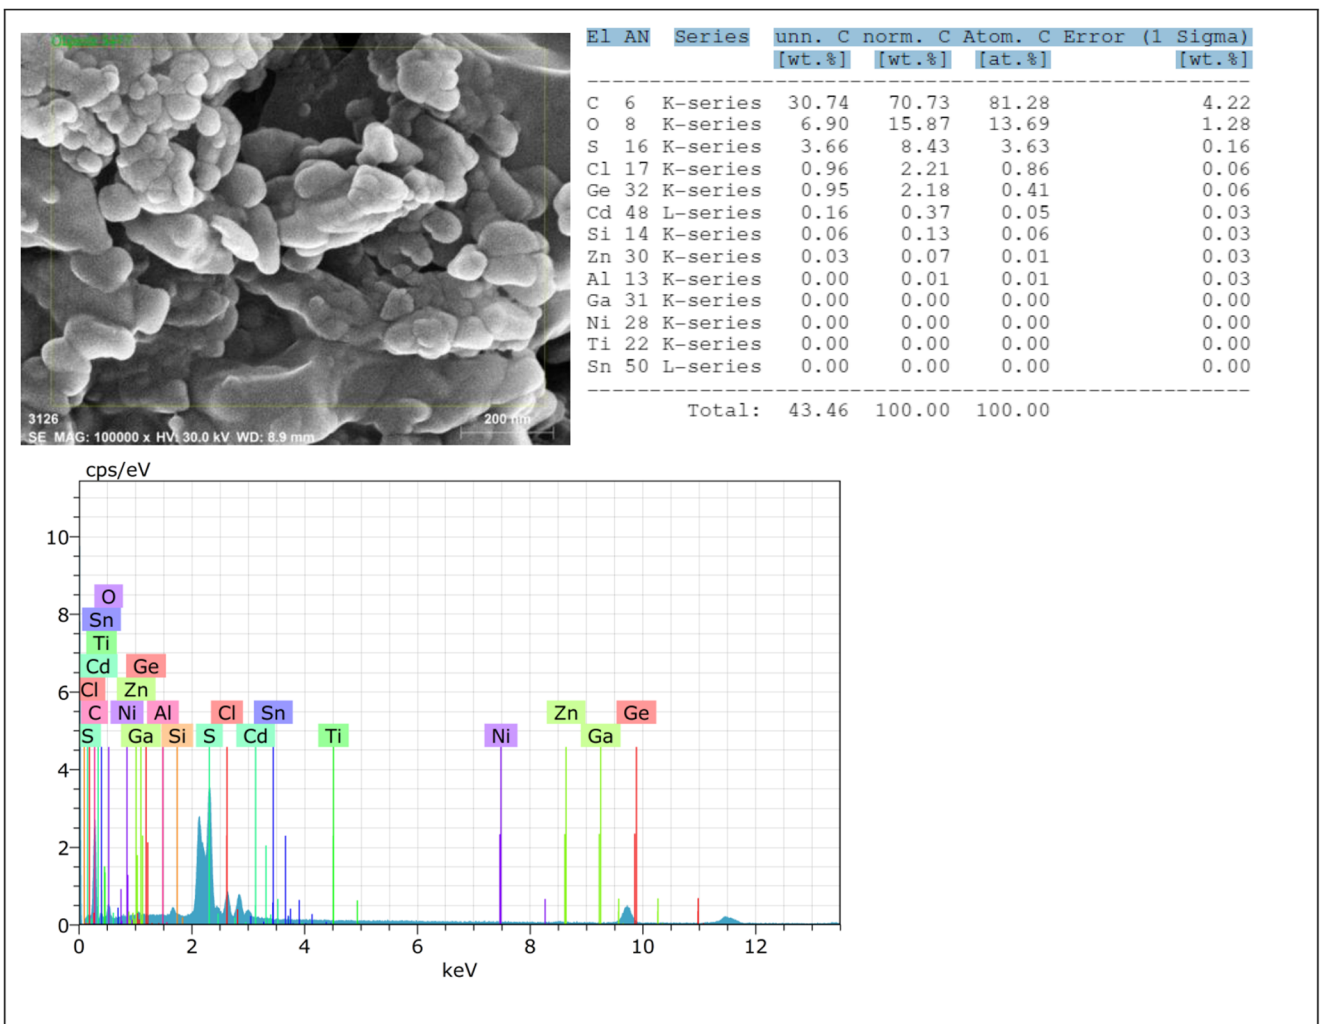 El AN Series unn. C norm. C Atom. C Error (1 Sigma)
[wt.%] [wt.%] [at.%] [wt.%]
C 6 K-series 30.74 70.73 81.28 4.22
O 8 K-series 6.90 15.87 13.69 1.28
S 16 K-series 3.66 8.43 3.63 0.16
Cl 17 K-series 0.96 2.21 0.86 0.06
Ge 32 K-series 0.95 2.18 0.41 0.06
Cd 48 L-series 0.16 0.37 0.05 0.03
Si 14 K-series 0.06 0.13 0.06 0.03
Zn 30 K-series 0.03 0.07 0.01 0.03
Al 13 K-series 0.00 0.01 0.01 0.03
Ga 31 K-series 0.00 0.00 0.00 0.00
Ni 28 K-series 0.00 0.00 0.00 0.00
Ti 22 K-series 0.00 0.00 0.00 0.00
Sn 50 L-series 0.00 0.00 0.00 0.00
Total: 43.46 100.00 100.00
3126
200 nm
SE MAG: 100000 x HV: 30.0 kV WD: 8.9 mm
cps/eV
10
8
6
4
2
0
O
Sn
Ti
Cd Ge
Cl Zn
C Ni Al Cl Sn Zn Ge
S Ga Si S Cd Ti Ni Ga
0 2 4 6 8 10 12
keV